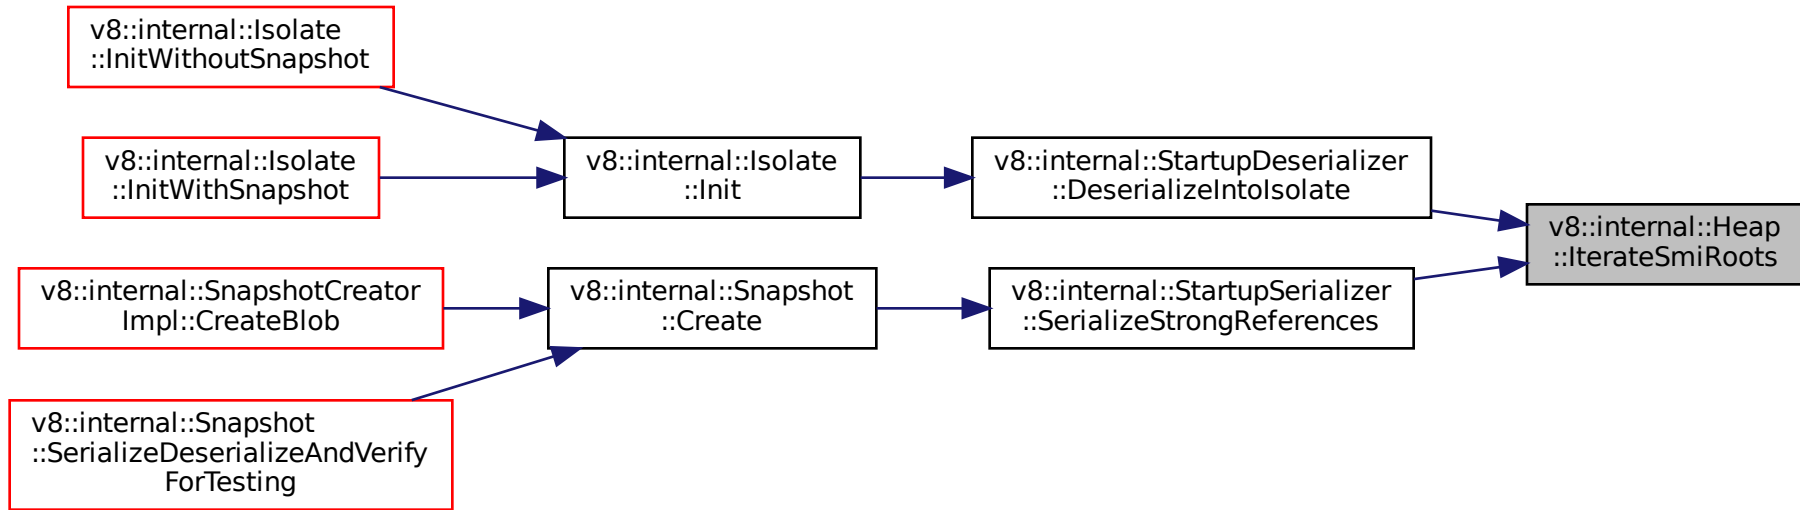 v8::internal::Isolate
::InitWithoutSnapshot
v8::internal::Isolate
::InitWithSnapshot
v8::internal::Isolate
::Init
v8::internal::StartupDeserializer
::DeserializeIntoIsolate
v8::internal::Heap
::IterateSmiRoots
v8::internal::SnapshotCreator
Impl::CreateBlob
v8::internal::Snapshot
::Create
v8::internal::StartupSerializer
::SerializeStrongReferences
v8::internal::Snapshot
::SerializeDeserializeAndVerify
ForTesting